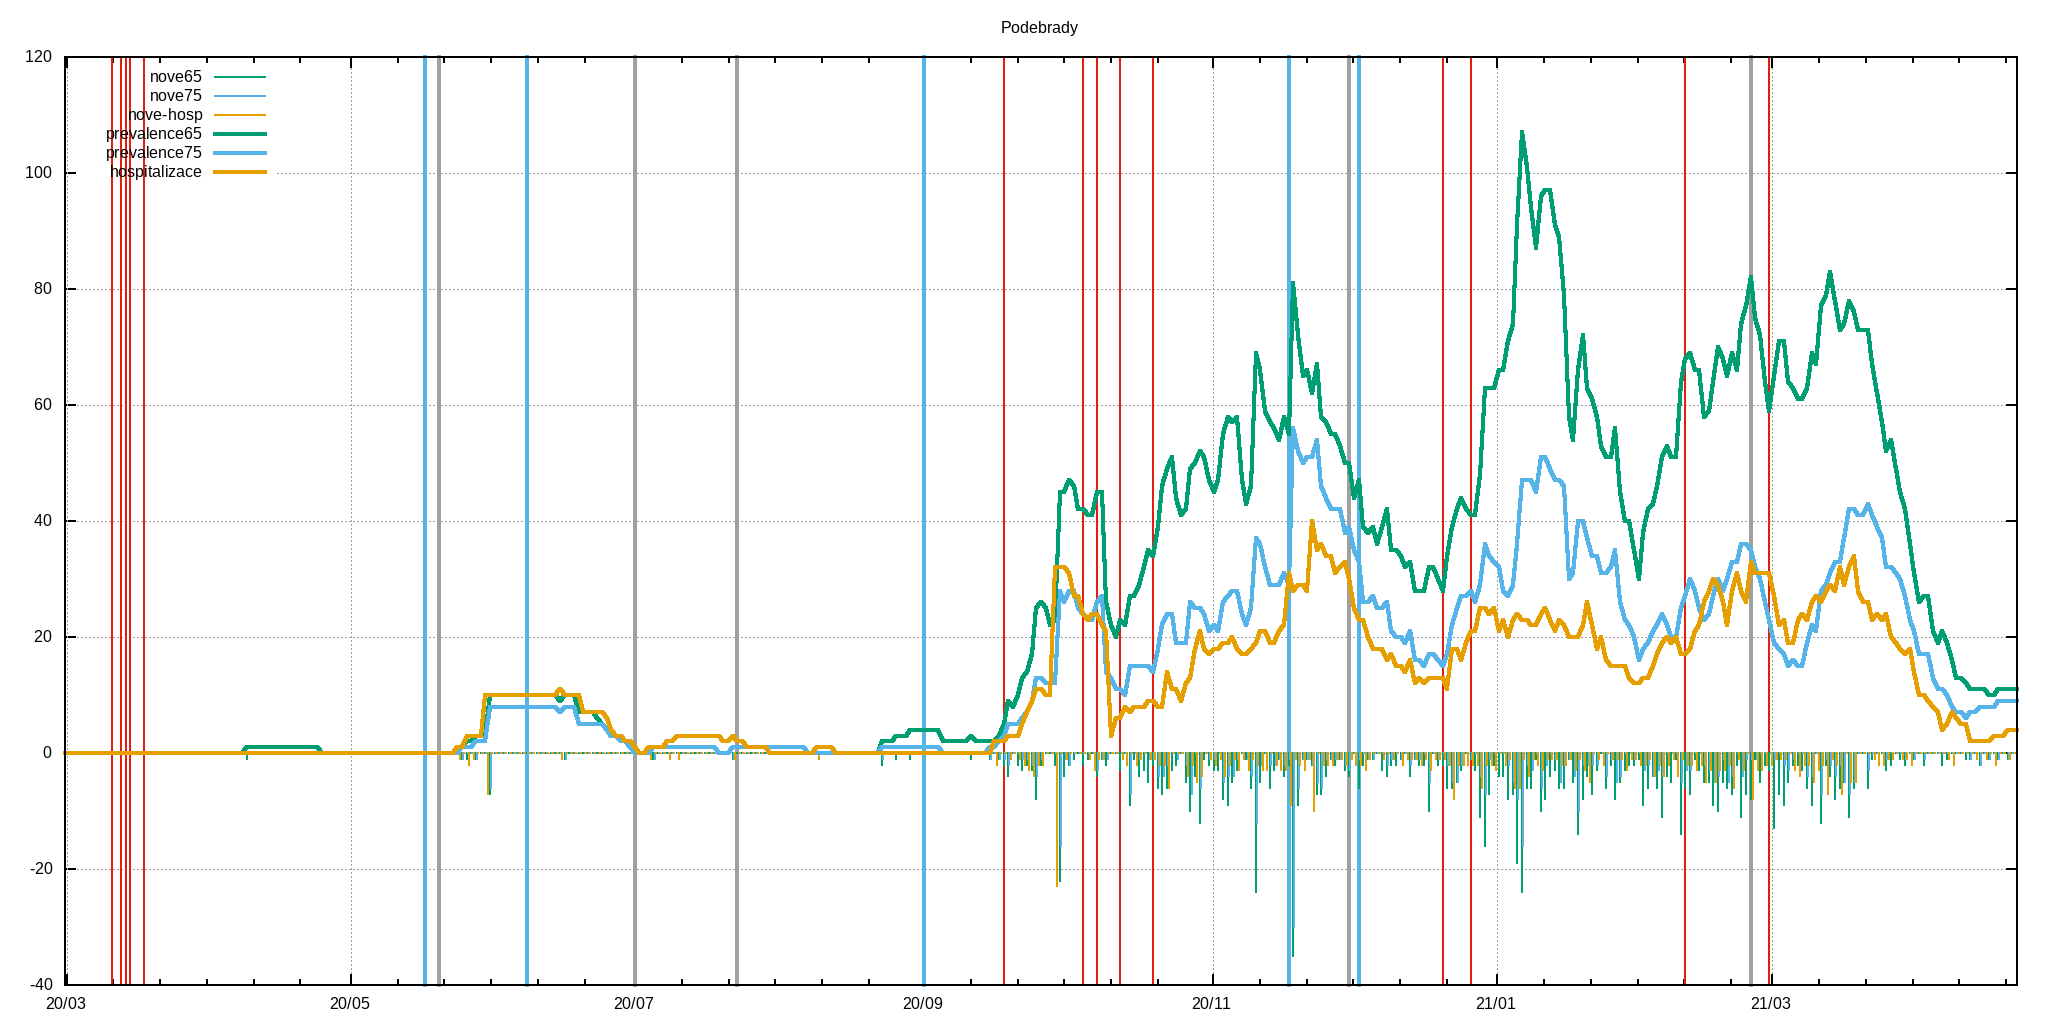 Podebrady
120
100
80
60
40
20
0
-20
-40
nove65
nove75
nove-hosp
prevalence65
prevalence75
hospitalizace
20/03 20/05 20/07 20/09 20/11 21/01 21/03